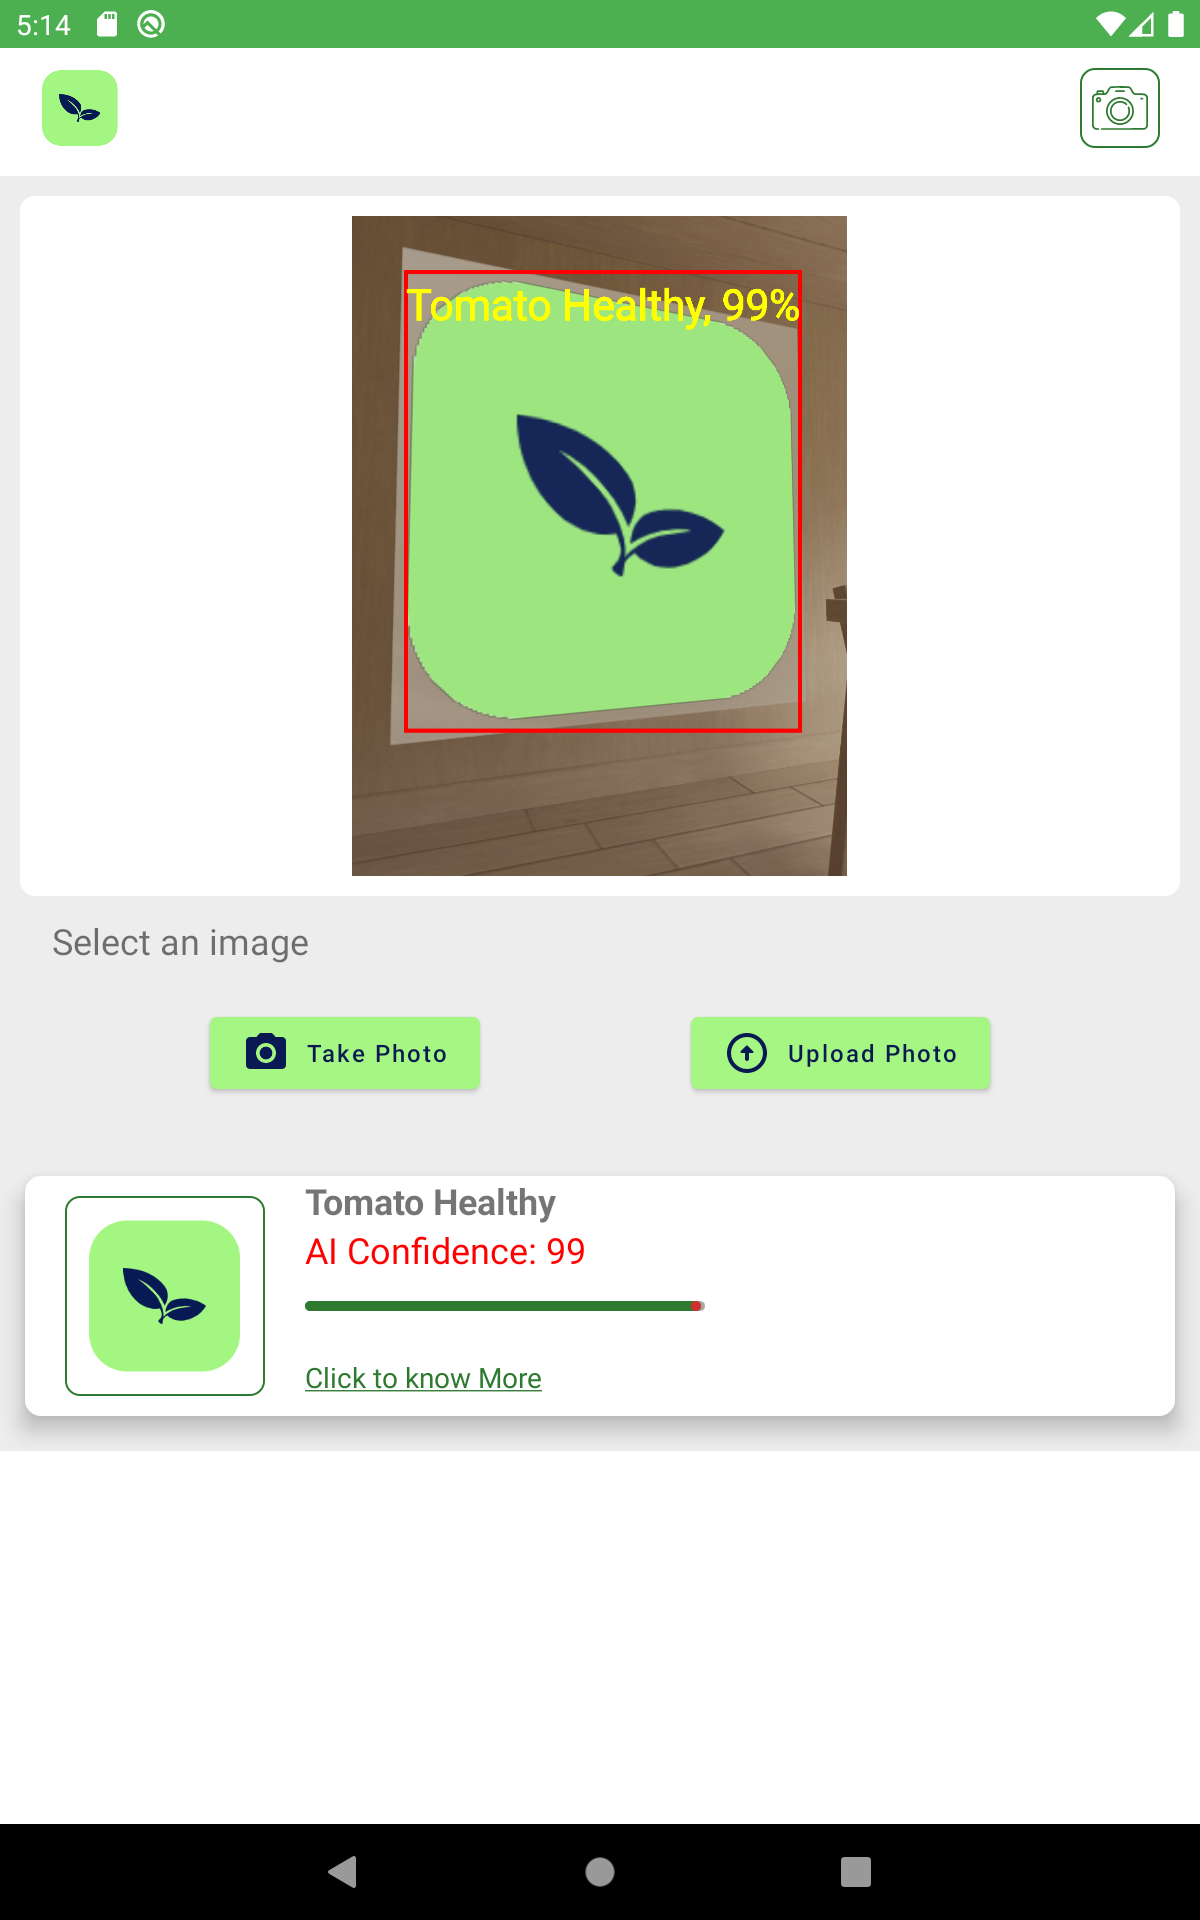 5:14
Tomato Healthy, 99%
Select an image
Take Photo
Upload Photo
Tomato Healthy
AI Confidence: 99
Click to know More